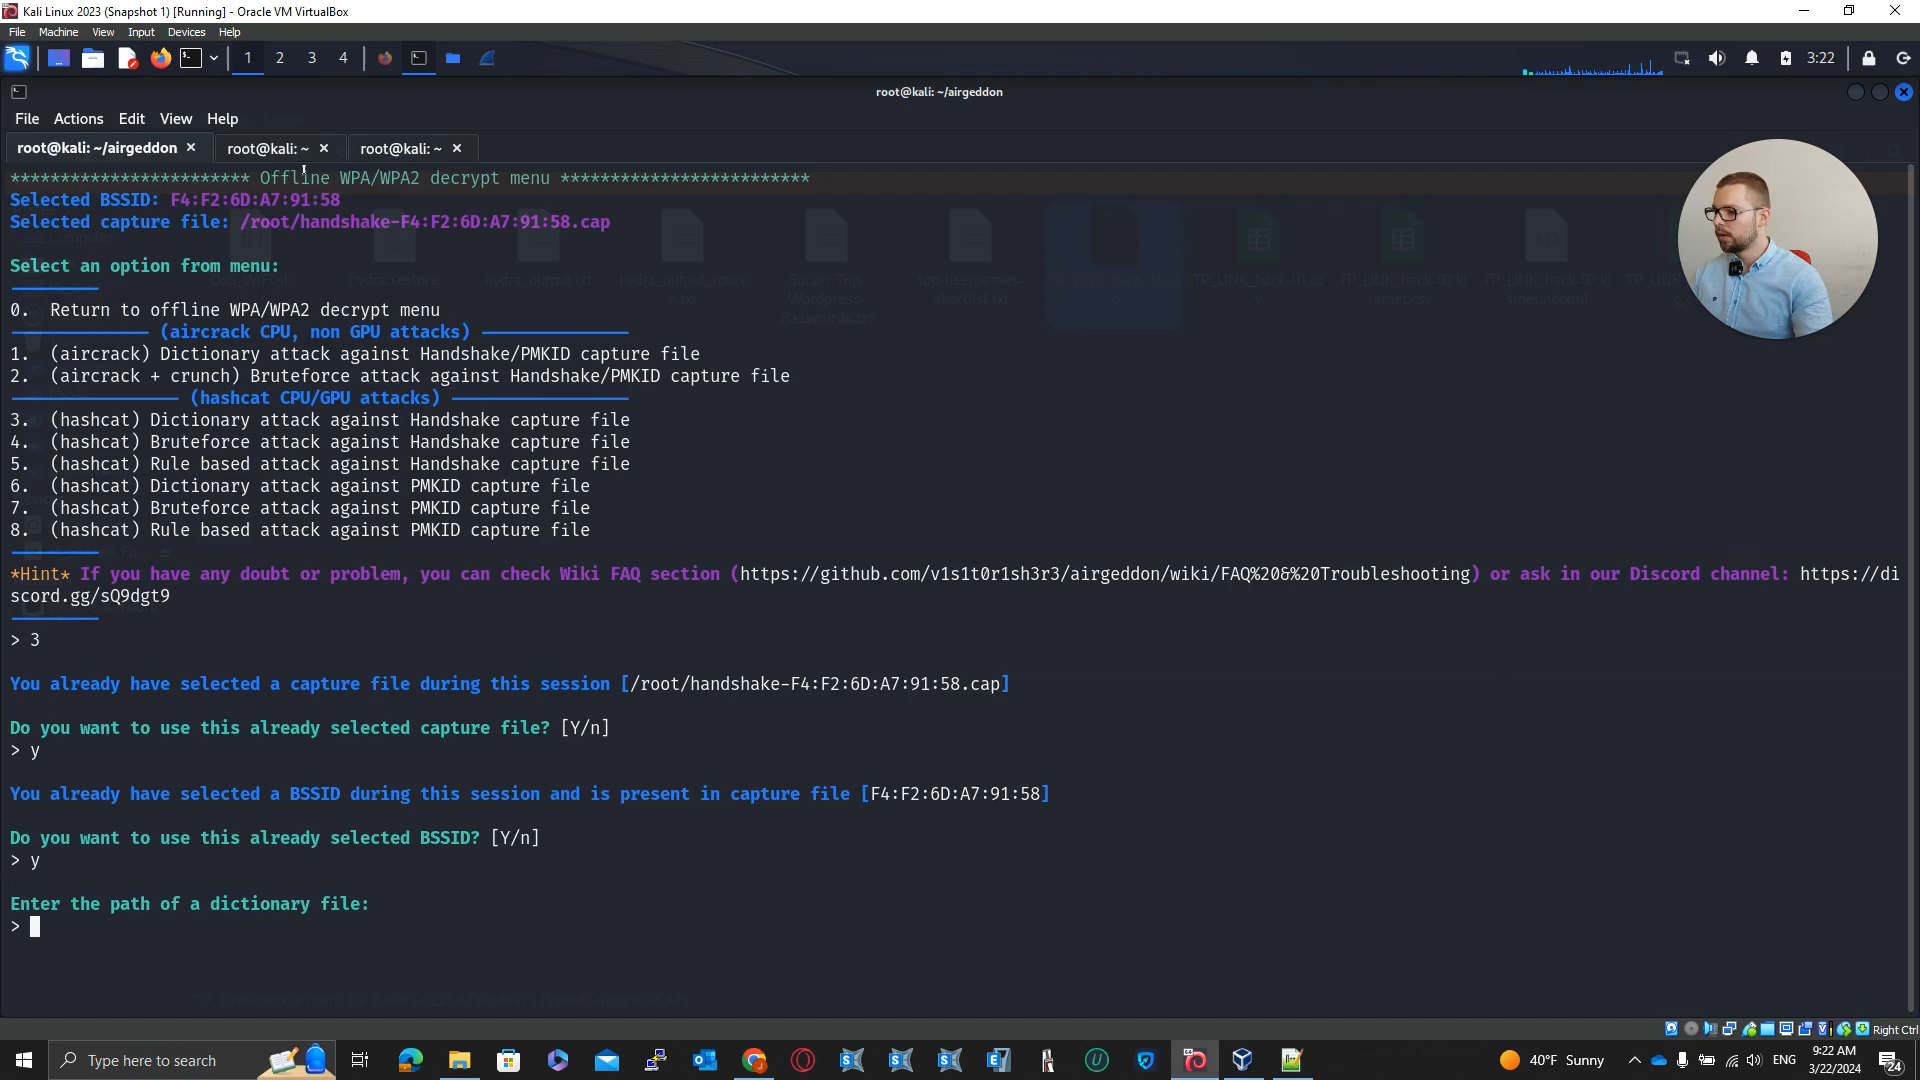 Kali Linux 2023 (Snapshot 1) [Running] - Oracle VM VirtualBox
File Machine View Input Devices Help
1 2 3 4 3:22
root@kali: ~/airgeddon
File Actions Edit View Help
root@kali: ~/airgeddon × root@kali: ~ × root@kali: ~ ×
************************ Offline WPA/WPA2 decrypt menu *************************
Selected BSSID: F4:F2:6D:A7:91:58
Selected capture file: /root/handshake-F4:F2:6D:A7:91:58.cap
hydra.restore hydra_output.txt
Select an option from menu:
0. Return to offline WPA/WPA2 decrypt menu
(aircrack CPU, non GPU attacks)
1. (aircrack) Dictionary attack against Handshake/PMKID capture file
2. (aircrack + crunch) Bruteforce attack against Handshake/PMKID capture file
(hashcat CPU/GPU attacks)
3. (hashcat) Dictionary attack against Handshake capture file
4. (hashcat) Bruteforce attack against Handshake capture file
5. (hashcat) Rule based attack against Handshake capture file
6. (hashcat) Dictionary attack against PMKID capture file
7. (hashcat) Bruteforce attack against PMKID capture file
8. (hashcat) Rule based attack against PMKID capture file
*Hint* If you have any doubt or problem, you can check Wiki FAQ section (https://github.com/v1s1t0r1sh3r3/airgeddon/wiki/FAQ%20&%20Troubleshooting) or ask in our Discord channel: https://di
scord.gg/sQ9dgt9
> 3
You already have selected a capture file during this session [/root/handshake-F4:F2:6D:A7:91:58.cap]
Do you want to use this already selected capture file? [Y/n]
> y
You already have selected a BSSID during this session and is present in capture file [F4:F2:6D:A7:91:58]
Do you want to use this already selected BSSID? [Y/n]
> y
Enter the path of a dictionary file:
>
Right Ctrl
Type here to search
40°F Sunny
ENG
9:22 AM
3/22/2024
24